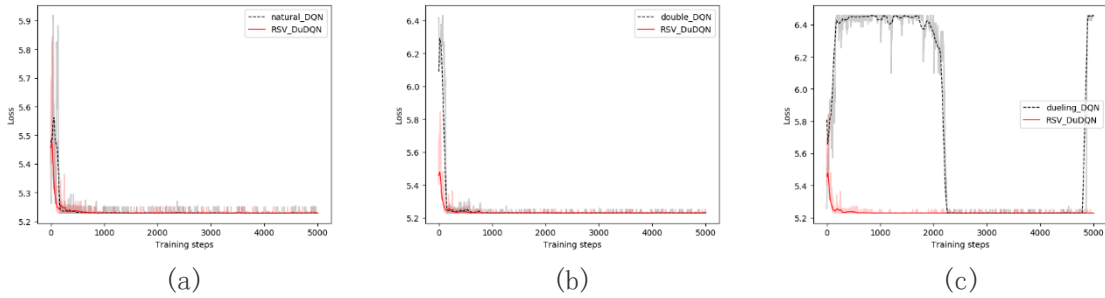 5.9
5.8
5.7
5.6
5.5
5.4
5.3
5.2
Loss
0 1000 2000 3000 4000 5000
Training steps
natural_DQN
RSV_DuDQN
(a)
6.4
6.2
6.0
5.8
5.6
5.4
5.2
Loss
0 1000 2000 3000 4000 5000
Training steps
double_DQN
RSV_DuDQN
(b)
6.4
6.2
6.0
5.8
5.6
5.4
5.2
Loss
0 1000 2000 3000 4000 5000
Training steps
dueling_DQN
RSV_DuDQN
(c)